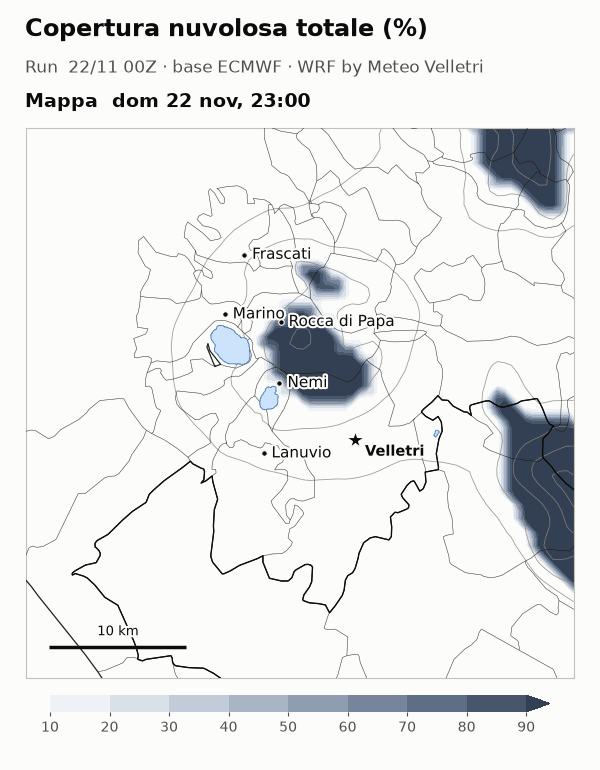 Copertura nuvolosa totale (%)
Run  22/11 00Z · base ECMWF · WRF by Meteo Velletri
Mappa  dom 22 nov, 23:00
Frascati
Marino
Rocca di Papa
Nemi
Velletri
Lanuvio
10 km
10 20 30 40 50 60 70 80 90